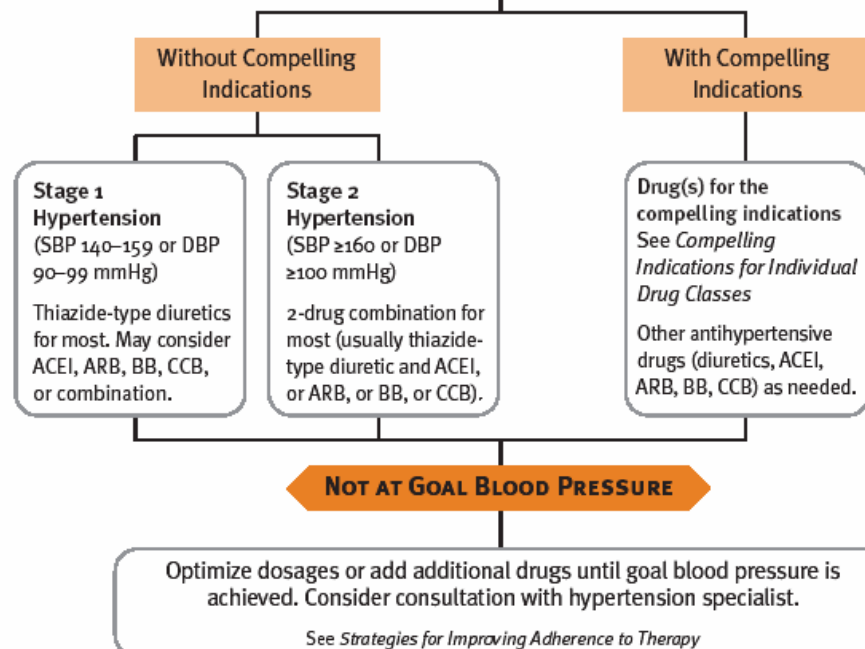 Without Compelling
Indications
With Compelling
Indications
Stage 1
Hypertension
(SBP 140–159 or DBP
90–99 mmHg)
Thiazide-type diuretics
for most. May consider
ACEI, ARB, BB, CCB,
or combination.
Stage 2
Hypertension
(SBP ≥160 or DBP
≥100 mmHg)
2-drug combination for
most (usually thiazide-
type diuretic and ACEI,
or ARB, or BB, or CCB).
Drug(s) for the
compelling indications
See Compelling
Indications for Individual
Drug Classes
Other antihypertensive
drugs (diuretics, ACEI,
ARB, BB, CCB) as needed.
NOT AT GOAL BLOOD PRESSURE
Optimize dosages or add additional drugs until goal blood pressure is
achieved. Consider consultation with hypertension specialist.
See Strategies for Improving Adherence to Therapy